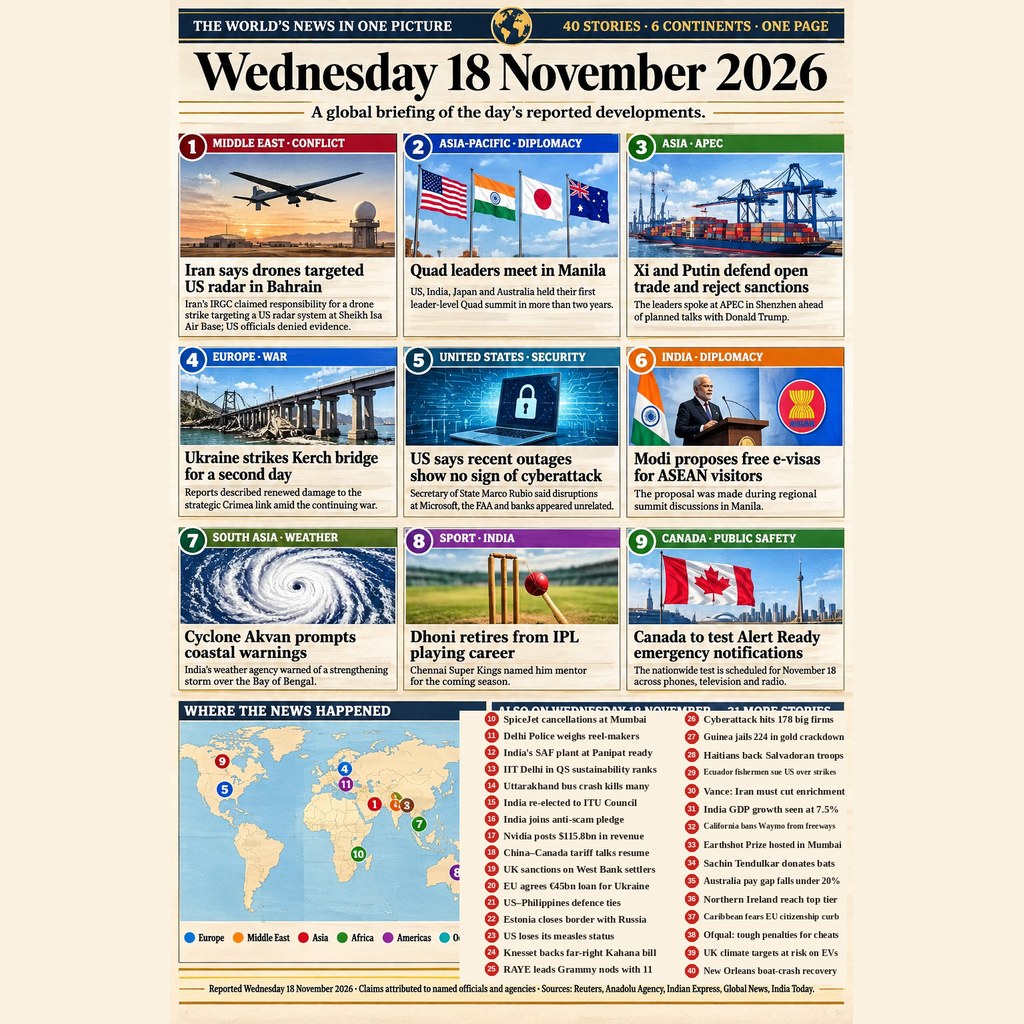 THE WORLD'S NEWS IN ONE PICTURE
40 STORIES · 6 CONTINENTS · ONE PAGE
Wednesday 18 November 2026
A global briefing of the day's reported developments.
1 MIDDLE EAST · CONFLICT
Iran says drones targeted
US radar in Bahrain
Iran's IRGC claimed responsibility for a drone
strike targeting a US radar system at Sheikh Isa
Air Base; US officials denied evidence.
2 ASIA-PACIFIC · DIPLOMACY
Quad leaders meet in Manila
US, India, Japan and Australia held their first
leader-level Quad summit in more than two years.
3 ASIA · APEC
Xi and Putin defend open
trade and reject sanctions
The leaders spoke at APEC in Shenzhen ahead
of planned talks with Donald Trump.
4 EUROPE · WAR
Ukraine strikes Kerch bridge
for a second day
Reports described renewed damage to the
strategic Crimea link amid the continuing war.
5 UNITED STATES · SECURITY
US says recent outages
show no sign of cyberattack
Secretary of State Marco Rubio said disruptions
at Microsoft, the FAA and banks appeared unrelated.
6 INDIA · DIPLOMACY
asean
Modi proposes free e-visas
for ASEAN visitors
The proposal was made during regional
summit discussions in Manila.
7 SOUTH ASIA · WEATHER
Cyclone Akvan prompts
coastal warnings
India's weather agency warned of a strengthening
storm over the Bay of Bengal.
8 SPORT · INDIA
Dhoni retires from IPL
playing career
Chennai Super Kings named him mentor
for the coming season.
9 CANADA · PUBLIC SAFETY
Canada to test Alert Ready
emergency notifications
The nationwide test is scheduled for November 18
across phones, television and radio.
WHERE THE NEWS HAPPENED
9
5
4
11
1
3
7
10
8
Europe
Middle East
Asia
Africa
Americas
ALSO ON WEDNESDAY 18 NOVEMBER 31 MORE STORIES
10 SpiceJet cancellations at Mumbai
11 Delhi Police weighs reel-makers
12 India's SAF plant at Panipat ready
13 IIT Delhi in QS sustainability ranks
14 Uttarakhand bus crash kills many
15 India re-elected to ITU Council
16 India joins anti-scam pledge
17 Nvidia posts $115.8bn in revenue
18 China–Canada tariff talks resume
19 UK sanctions on West Bank settlers
20 EU agrees €45bn loan for Ukraine
21 US–Philippines defence ties
22 Estonia closes border with Russia
23 US loses its measles status
24 Knesset backs far-right Kahana bill
25 RAYE leads Grammy nods with 11
26 Cyberattack hits 178 big firms
27 Guinea jails 224 in gold crackdown
28 Haitians back Salvadoran troops
29 Ecuador fishermen sue US over strikes
30 Vance: Iran must cut enrichment
31 India GDP growth seen at 7.5%
32 California bans Waymo from freeways
33 Earthshot Prize hosted in Mumbai
34 Sachin Tendulkar donates bats
35 Australia pay gap falls under 20%
36 Northern Ireland reach top tier
37 Caribbean fears EU citizenship curb
38 Ofqual: tough penalties for cheats
39 UK climate targets at risk on EVs
40 New Orleans boat-crash recovery
Reported Wednesday 18 November 2026 · Claims attributed to named officials and agencies · Sources: Reuters, Anadolu Agency, Indian Express, Global News, India Today.